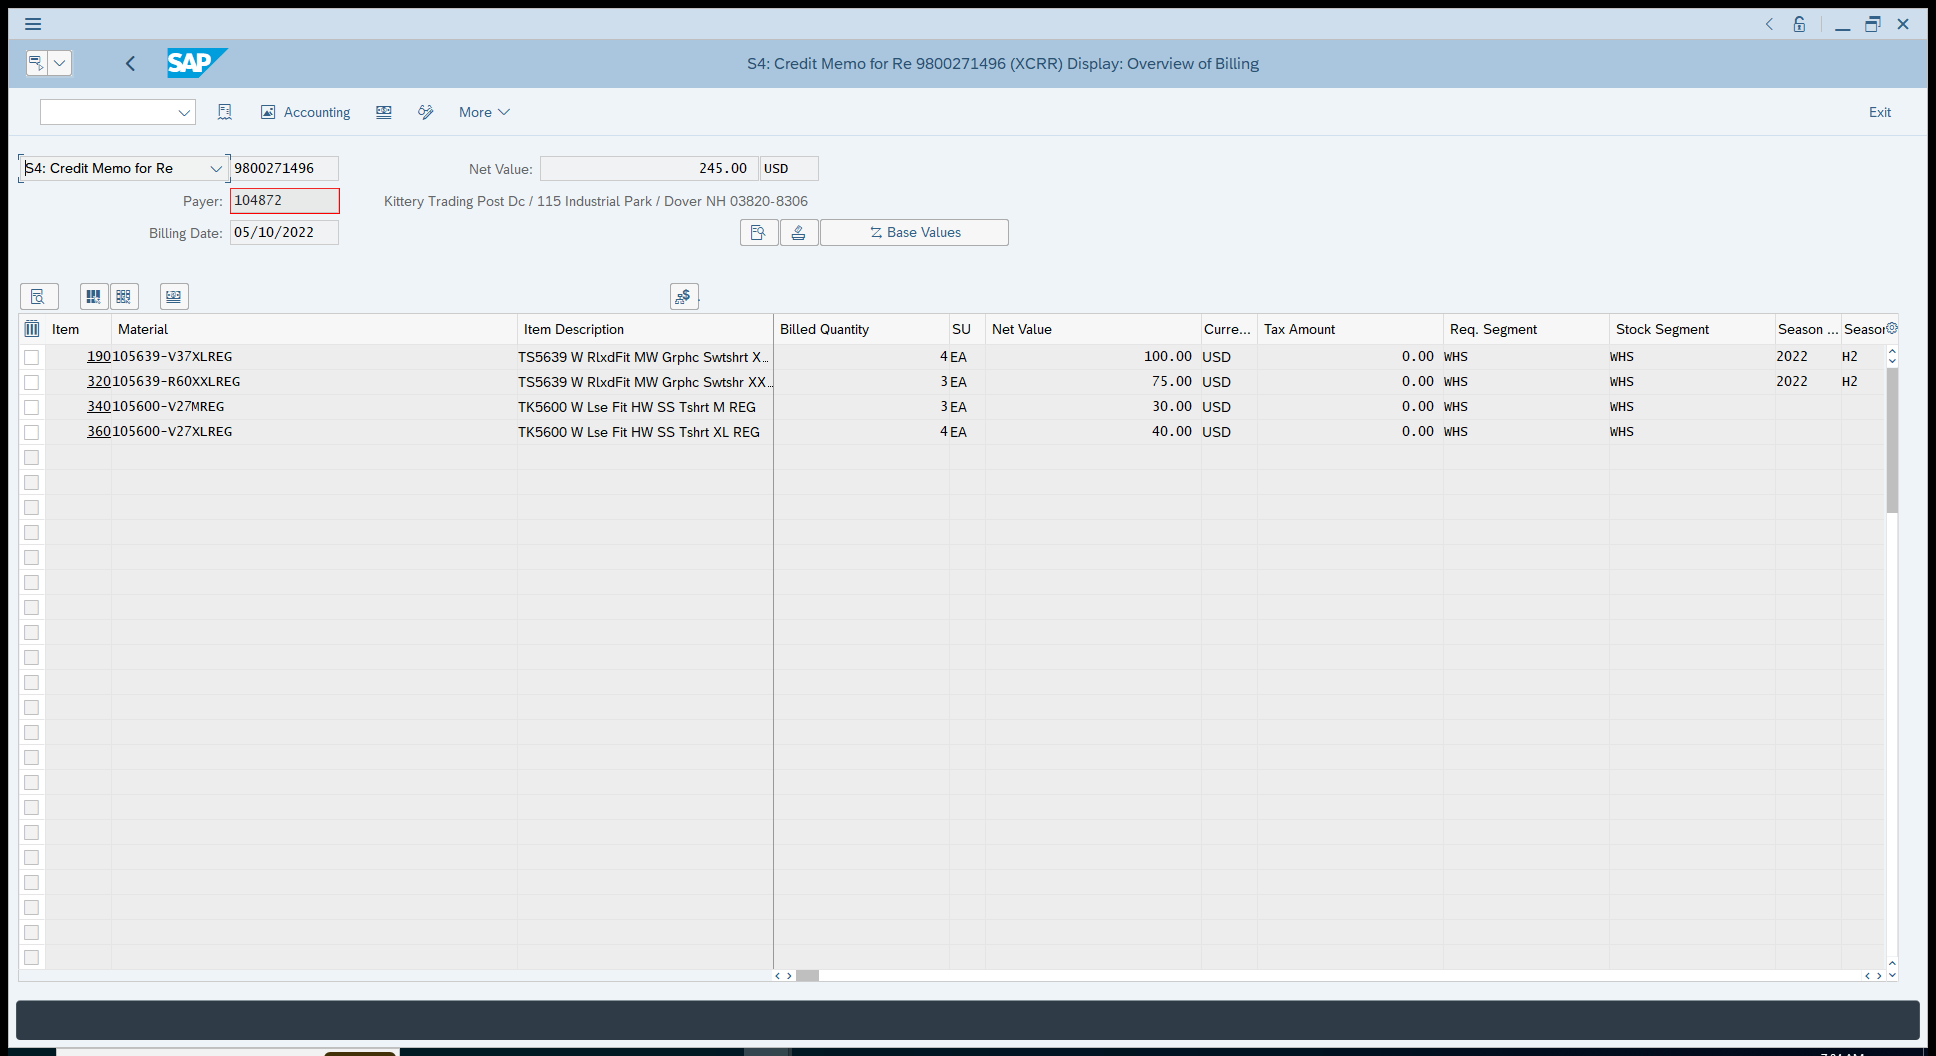 SAP
S4: Credit Memo for Re 9800271496 (XCRR) Display: Overview of Billing
Accounting More Exit
S4: Credit Memo for Re 9800271496 Net Value: 245.00 USD
Payer: 104872 Kittery Trading Post Dc / 115 Industrial Park / Dover NH 03820-8306
Billing Date: 05/10/2022 Base Values
Item Material Item Description Billed Quantity SU Net Value Curre... Tax Amount Req. Segment Stock Segment Season ... Season
190 105639-V37XLREG TS5639 W RlxdFit MW Grphc Swtshrt X... 4 EA 100.00 USD 0.00 WHS WHS 2022 H2
320 105639-R60XXLREG TS5639 W RlxdFit MW Grphc Swtshr XX... 3 EA 75.00 USD 0.00 WHS WHS 2022 H2
340 105600-V27MREG TK5600 W Lse Fit HW SS Tshrt M REG 3 EA 30.00 USD 0.00 WHS WHS
360 105600-V27XLREG TK5600 W Lse Fit HW SS Tshrt XL REG 4 EA 40.00 USD 0.00 WHS WHS